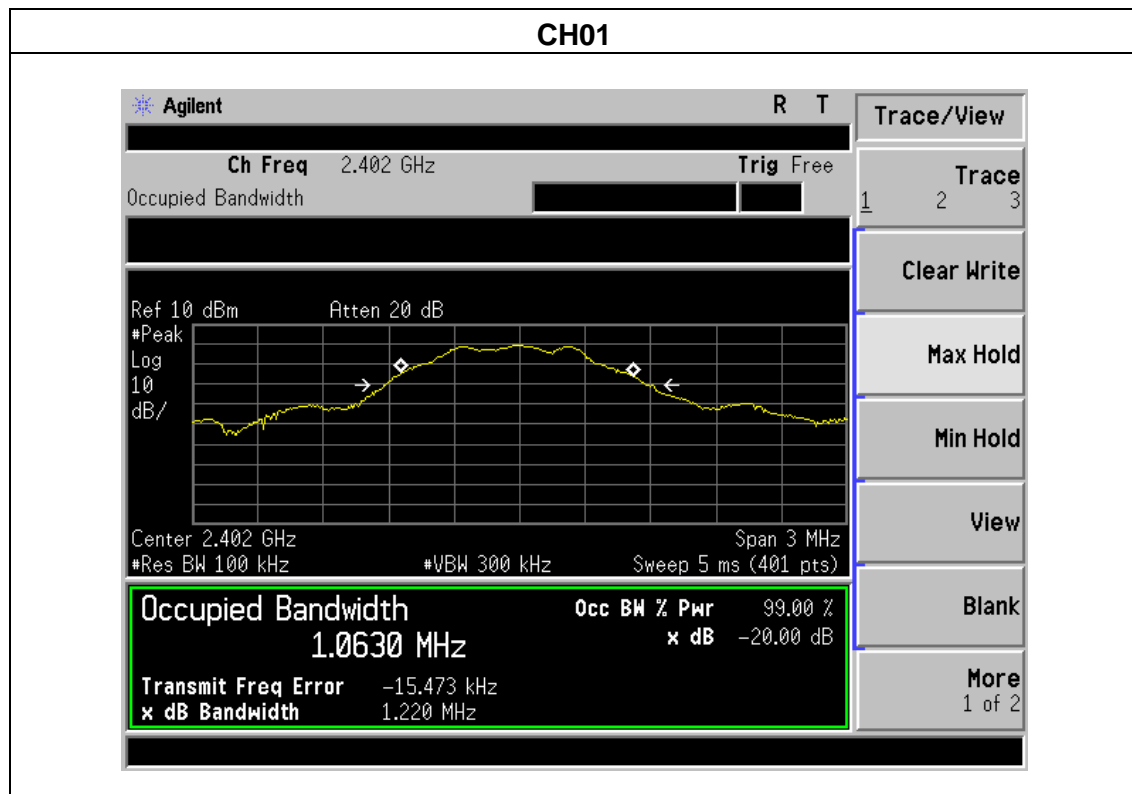 CH01
Agilent R T
Ch Freq 2.402 GHz Trig Free
Occupied Bandwidth
Ref 10 dBm Atten 20 dB
#Peak
Log
10
dB/
Center 2.402 GHz Span 3 MHz
#Res BW 100 kHz #VBW 300 kHz Sweep 5 ms (401 pts)
Occupied Bandwidth Occ BW % Pwr 99.00 %
1.0630 MHz x dB -20.00 dB
Transmit Freq Error -15.473 kHz
x dB Bandwidth 1.220 MHz
Trace/View
Trace
1 2 3
Clear Write
Max Hold
Min Hold
View
Blank
More
1 of 2